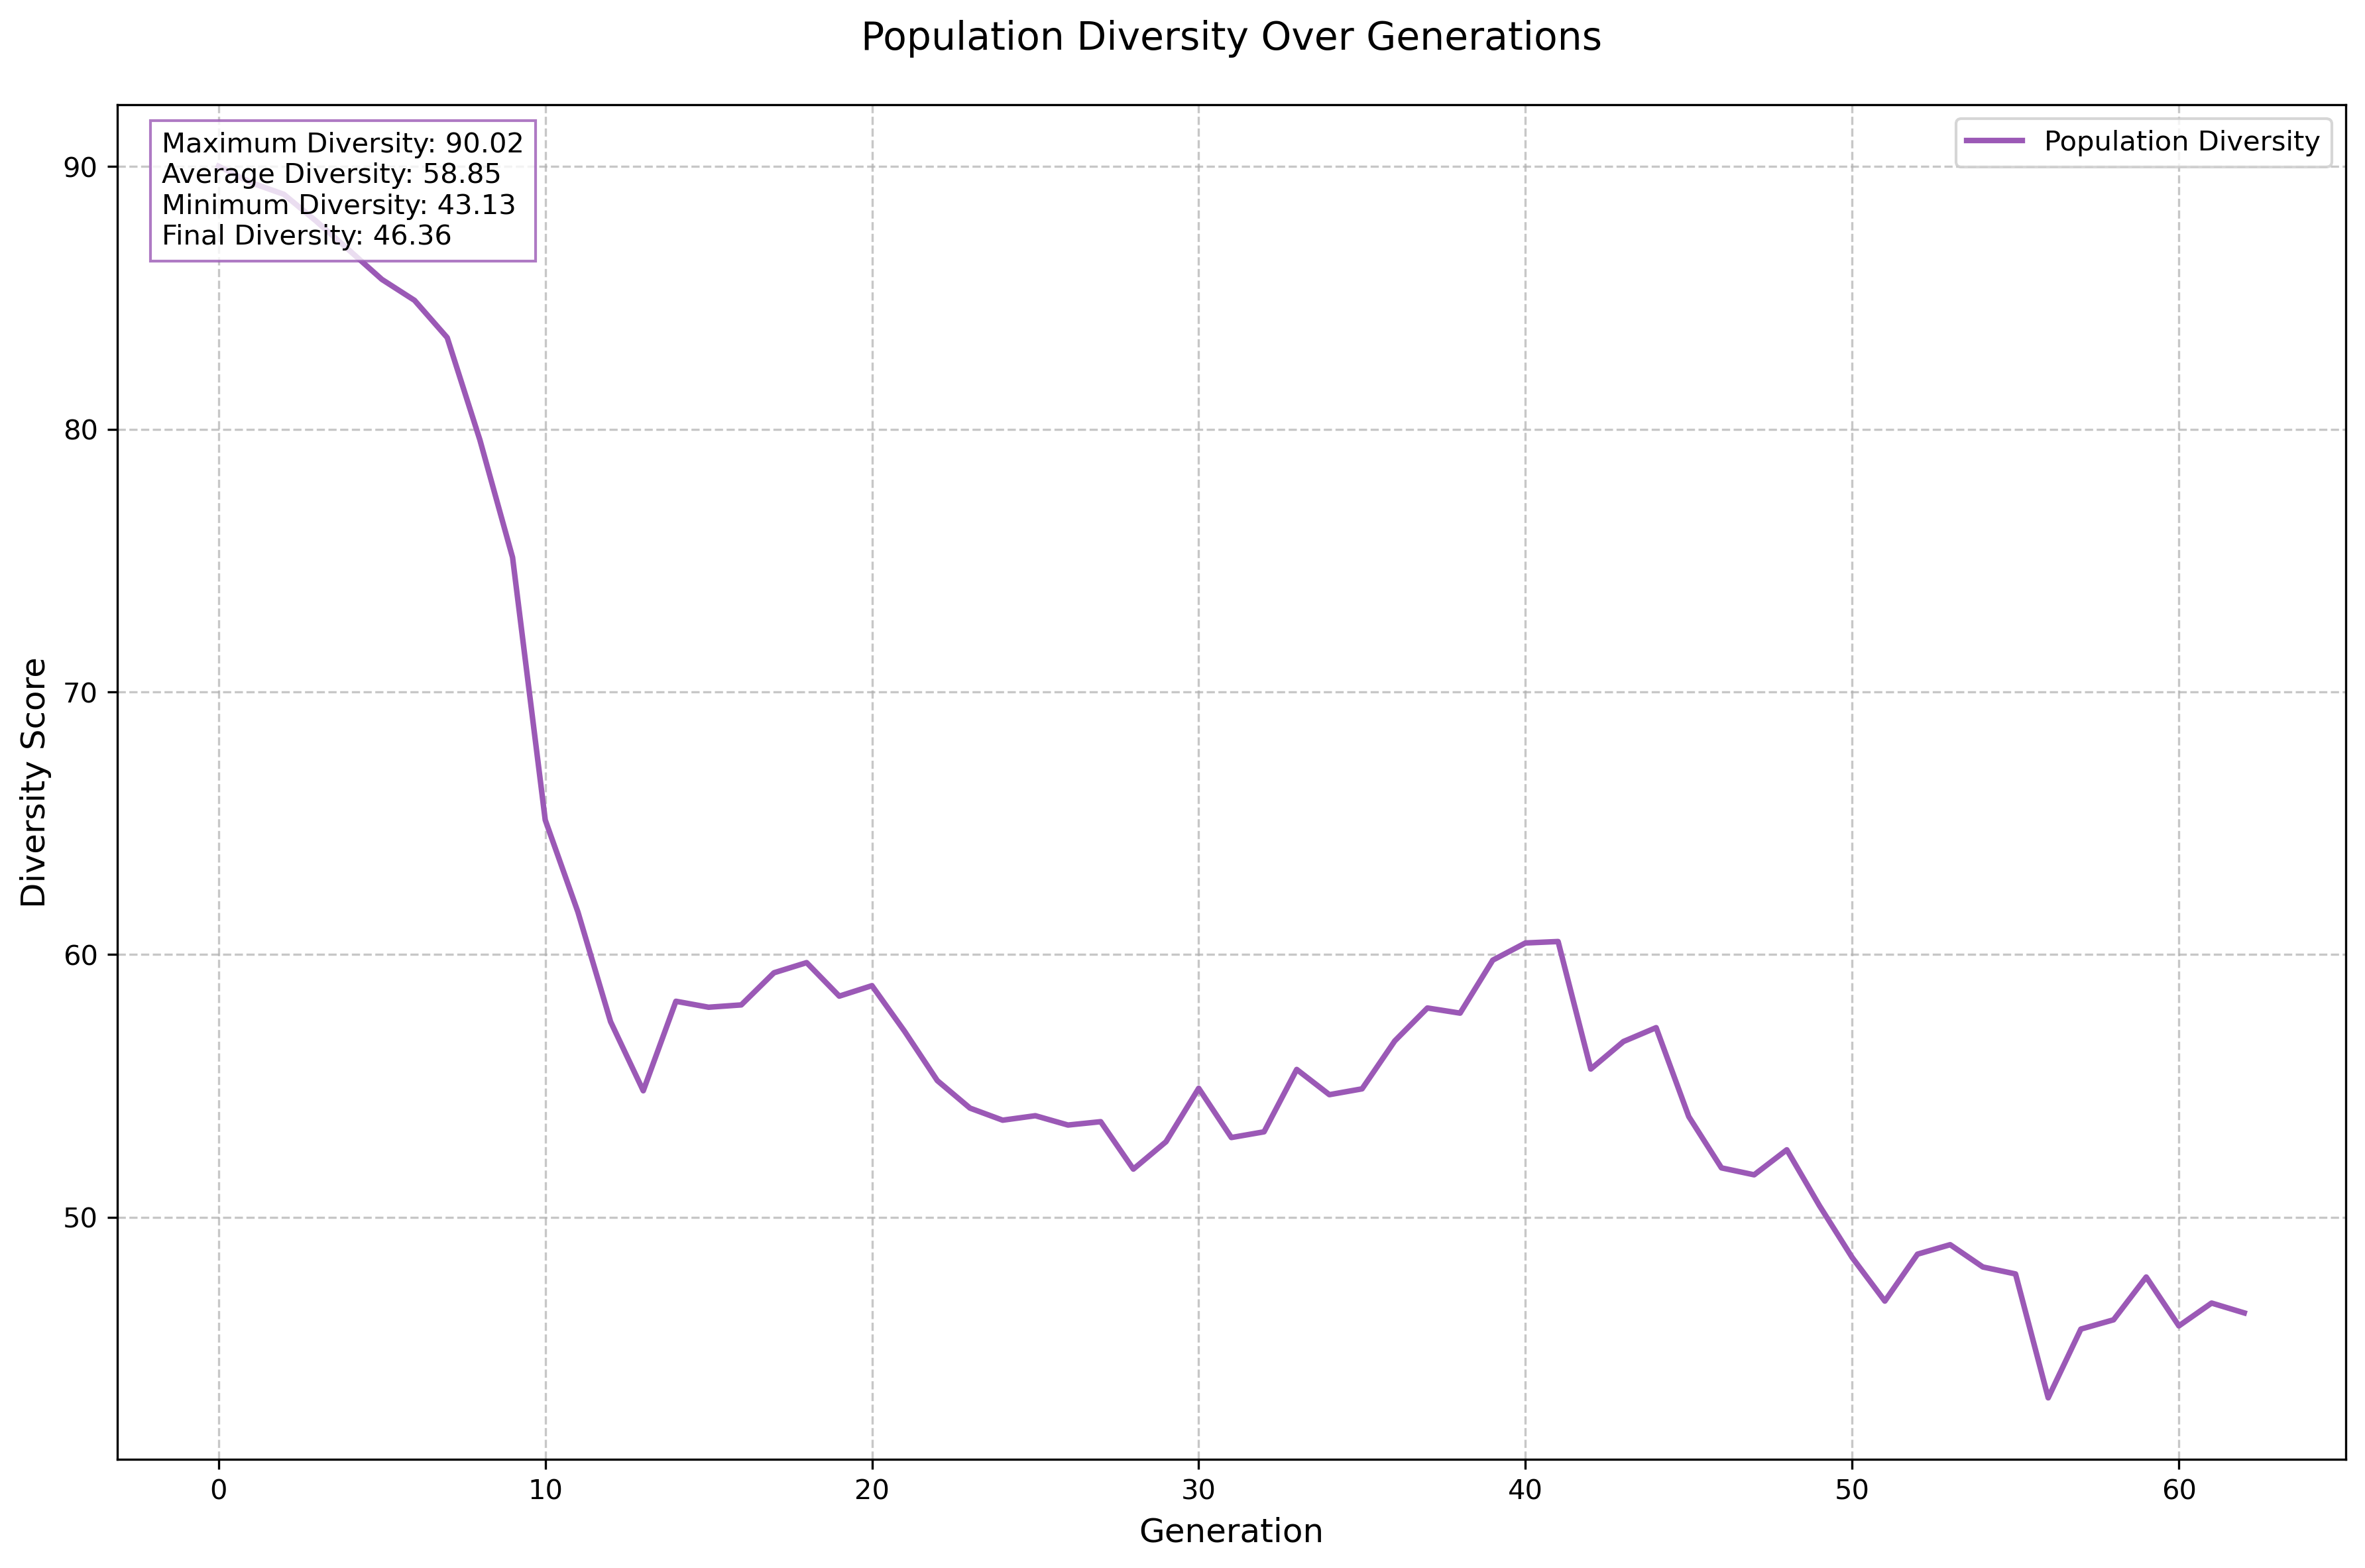 Population Diversity Over Generations
Maximum Diversity: 90.02
Average Diversity: 58.85
Minimum Diversity: 43.13
Final Diversity: 46.36
Population Diversity
90
80
70
60
50
Diversity Score
0 10 20 30 40 50 60
Generation